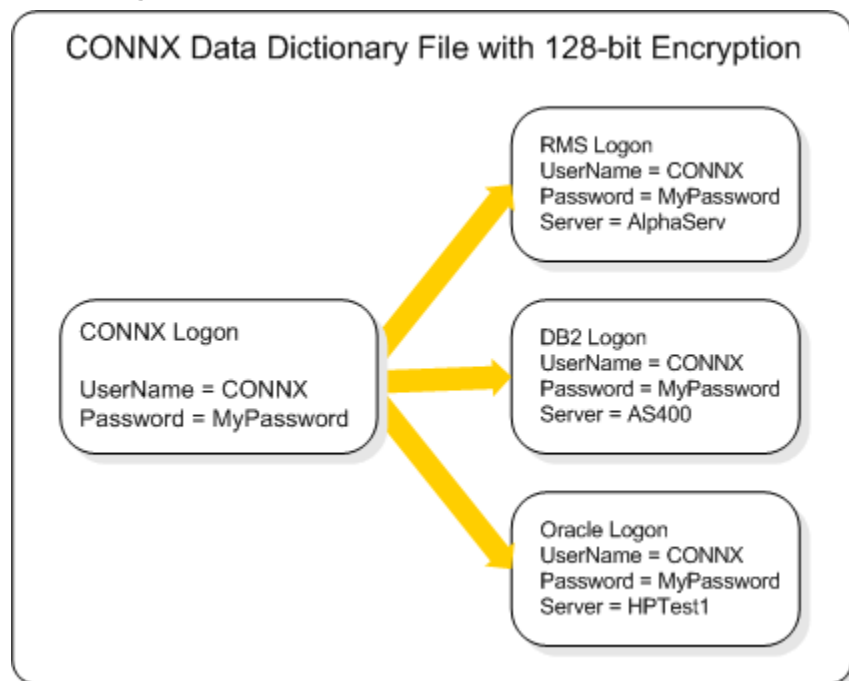 CONNX Data Dictionary File with 128-bit Encryption
CONNX Logon
UserName = CONNX
Password = MyPassword
RMS Logon
UserName = CONNX
Password = MyPassword
Server = AlphaServ
DB2 Logon
UserName = CONNX
Password = MyPassword
Server = AS400
Oracle Logon
UserName = CONNX
Password = MyPassword
Server = HPTest1